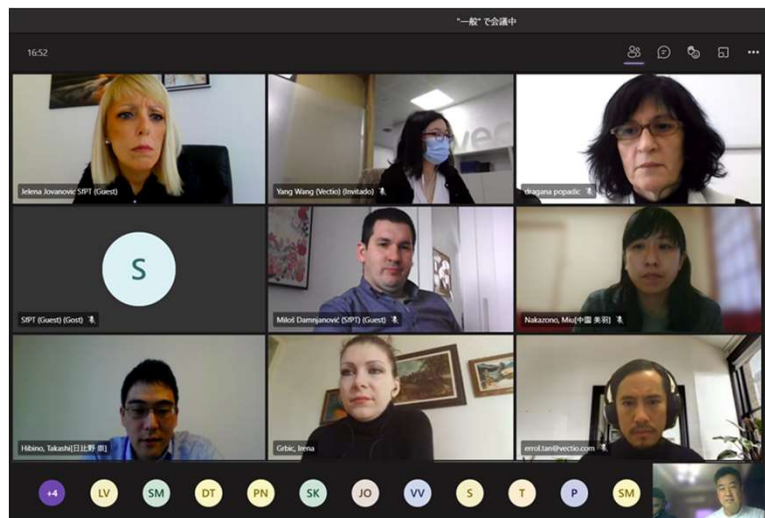 "一般" で会議中
16:52
Jelena Jovanovic SfPT (Guest)
Yang Wang (Vectio) (Invitado)
vec
dragana popadic
S
SfPT (Guest) (Gost)
Miloš Damnjanović (SfPT) (Guest)
Nakazono, Miu[中園 美羽]
Hibino, Takashi[日比野 崇]
Grbic, Irena
errol.tan@vectio.com
+4
LV
SM
DT
PN
SK
JO
VV
S
T
P
SM